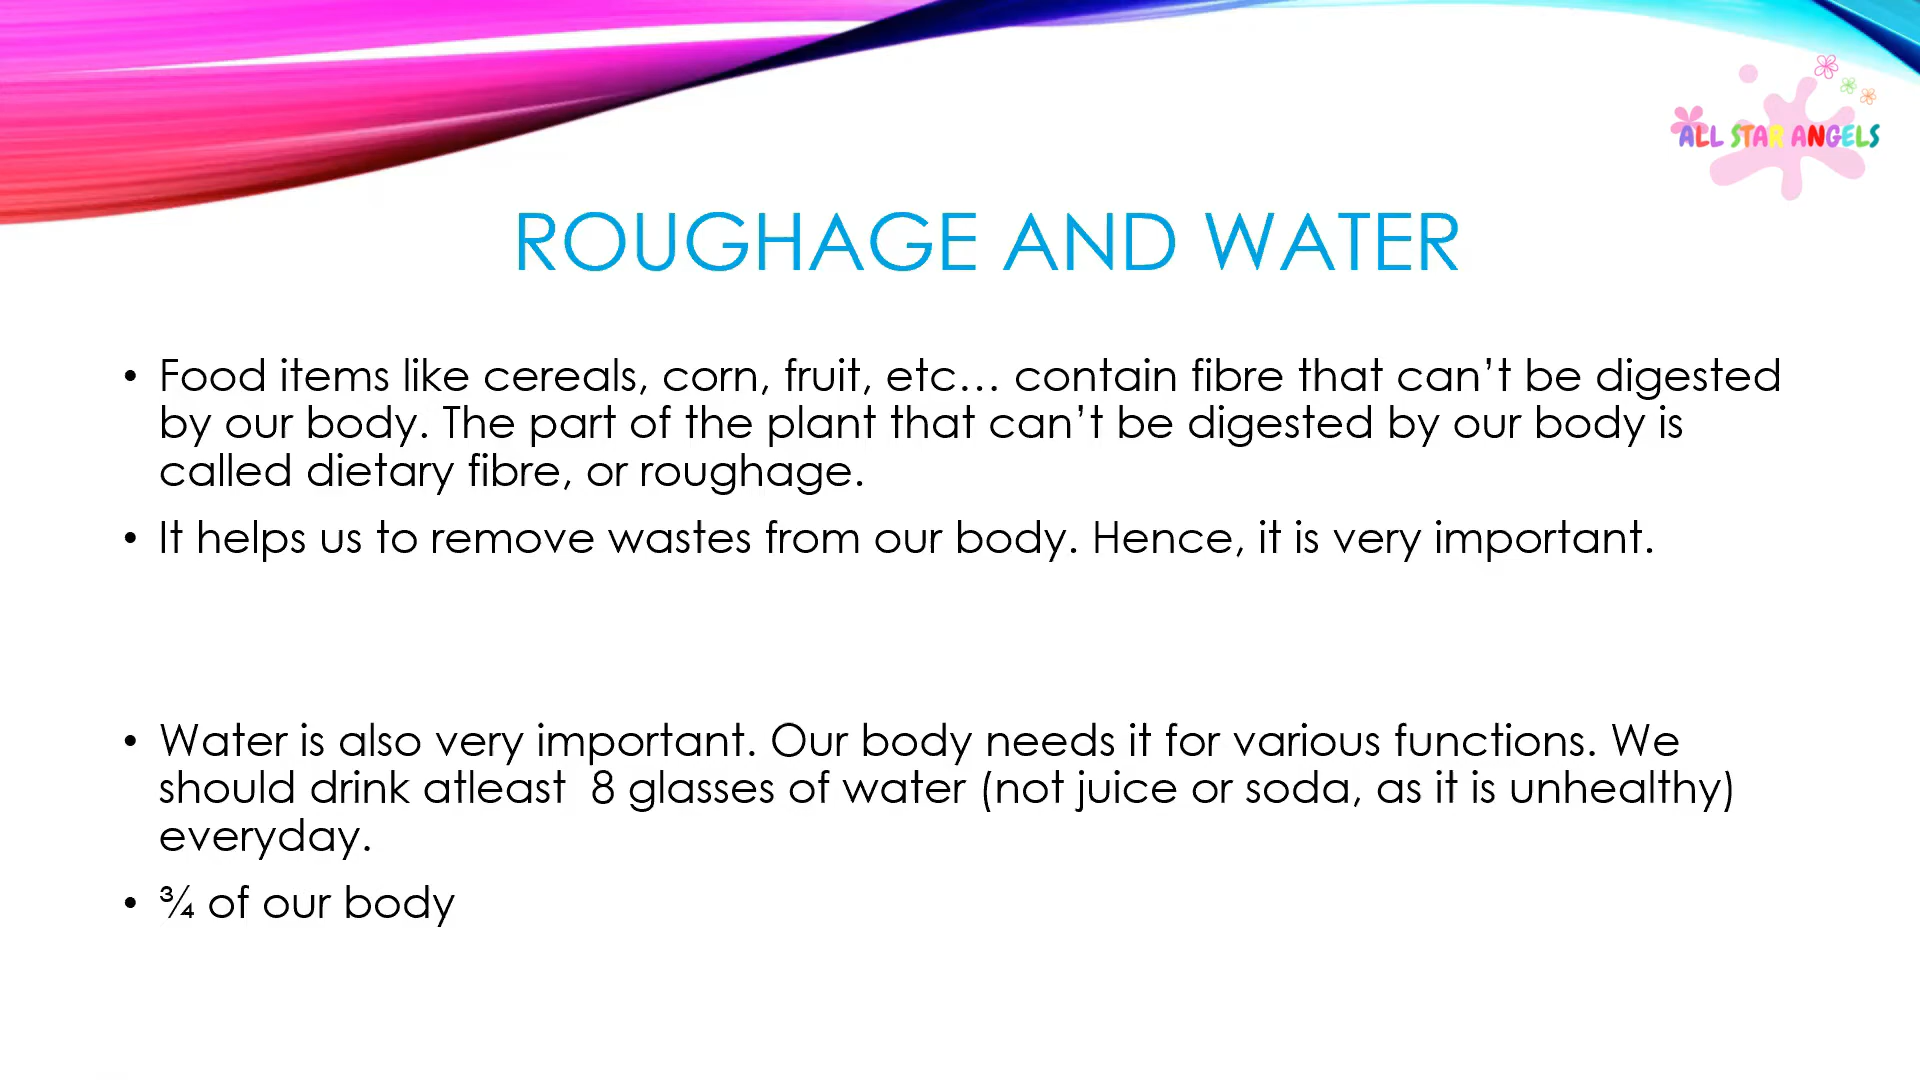 ALL STAR ANGELS
ROUGHAGE AND WATER
• Food items like cereals, corn, fruit, etc… contain fibre that can’t be digested
by our body. The part of the plant that can’t be digested by our body is
called dietary fibre, or roughage.
• It helps us to remove wastes from our body. Hence, it is very important.
• Water is also very important. Our body needs it for various functions. We
should drink atleast  8 glasses of water (not juice or soda, as it is unhealthy)
everyday.
• ¾ of our body